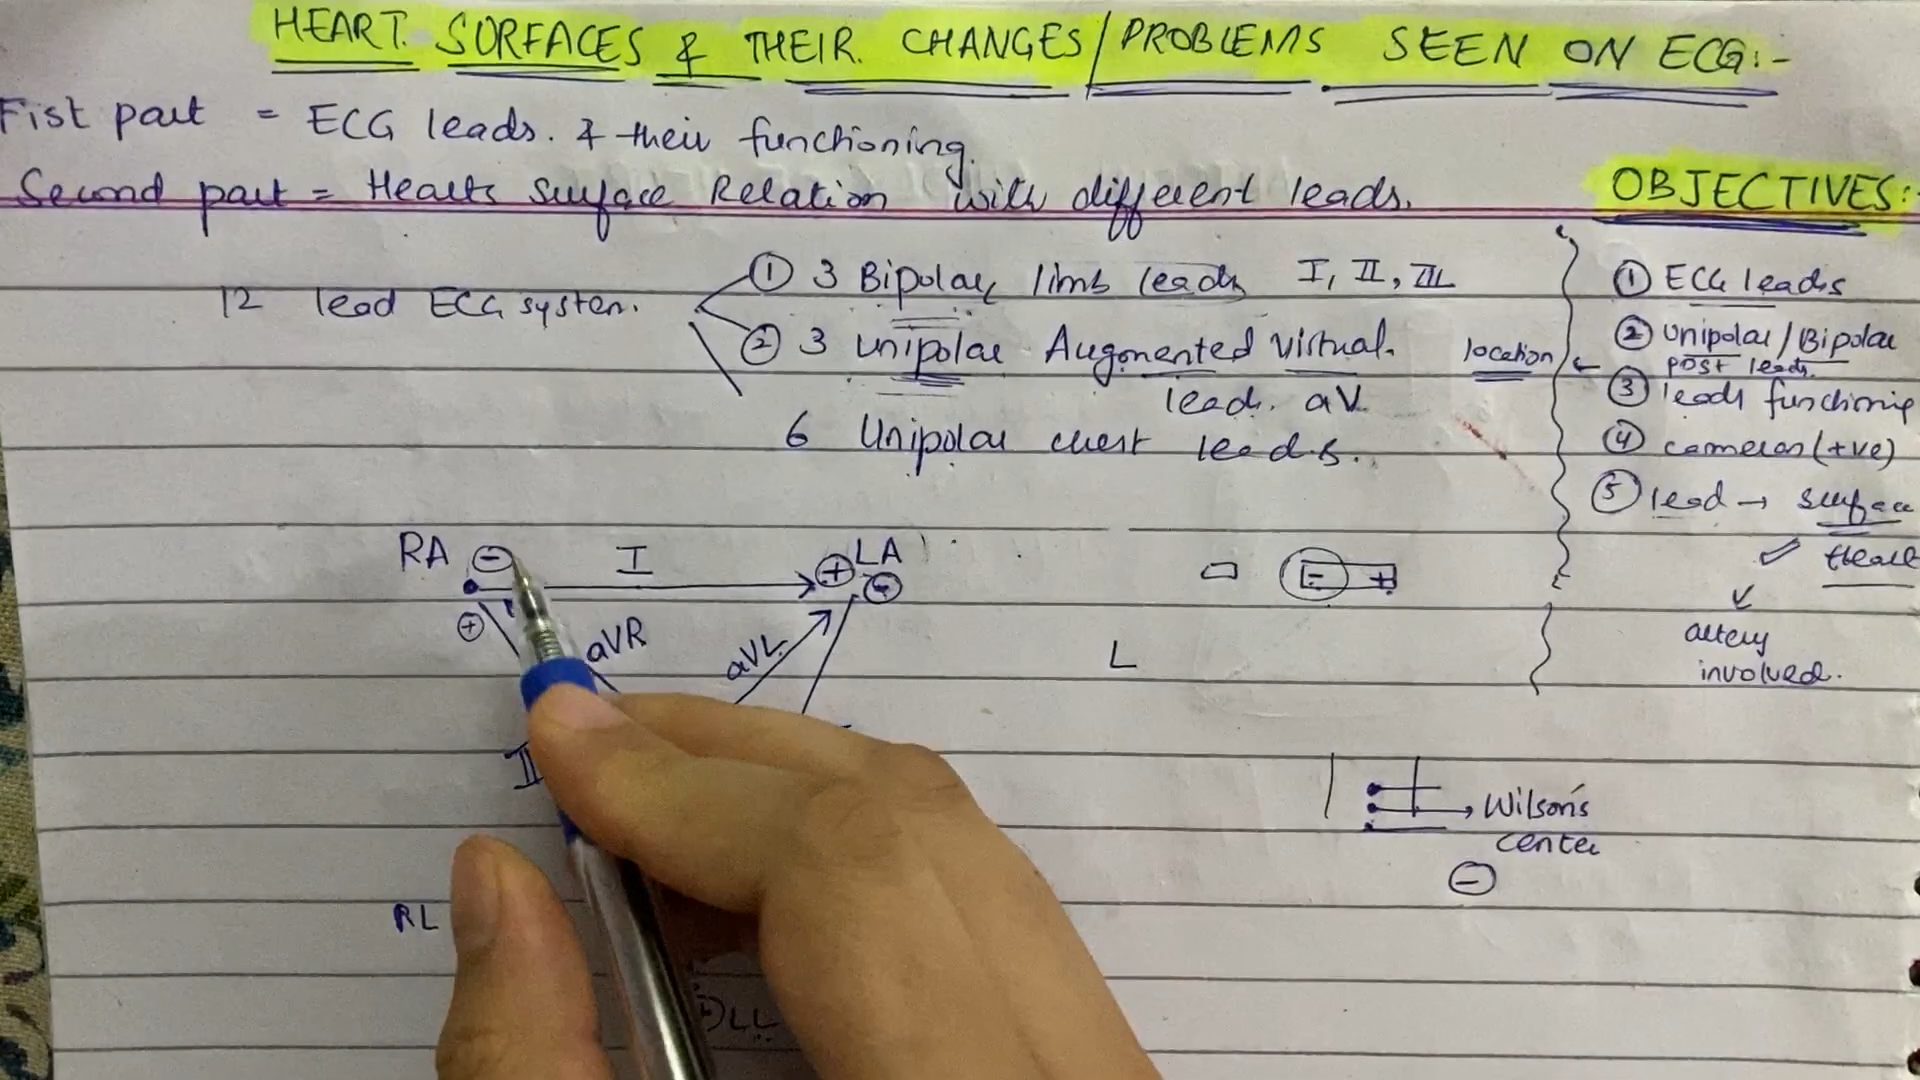 HEART. SURFACES & THEIR CHANGES/PROBLEMS SEEN ON ECG:-
Fist part = ECG leads. & their functioning.
Second part = Hearts surface Relation with different leads.
OBJECTIVES:-
12 lead ECG system.
① 3 Bipolar limb leads I, II, III
② 3 unipolar Augmented virtual.
lead. aV
6 Unipolar chest leads.
location
① ECG leads
② Unipolar/Bipolar
post leads.
③ leads functioning
④ cameras (+ve)
⑤ lead → surface
Heart
artery
involved.
RA ⊖ I ⊕ LA
⊕
aVR
aVL
II
L
- +
Wilson's
center
⊖
RL
LL